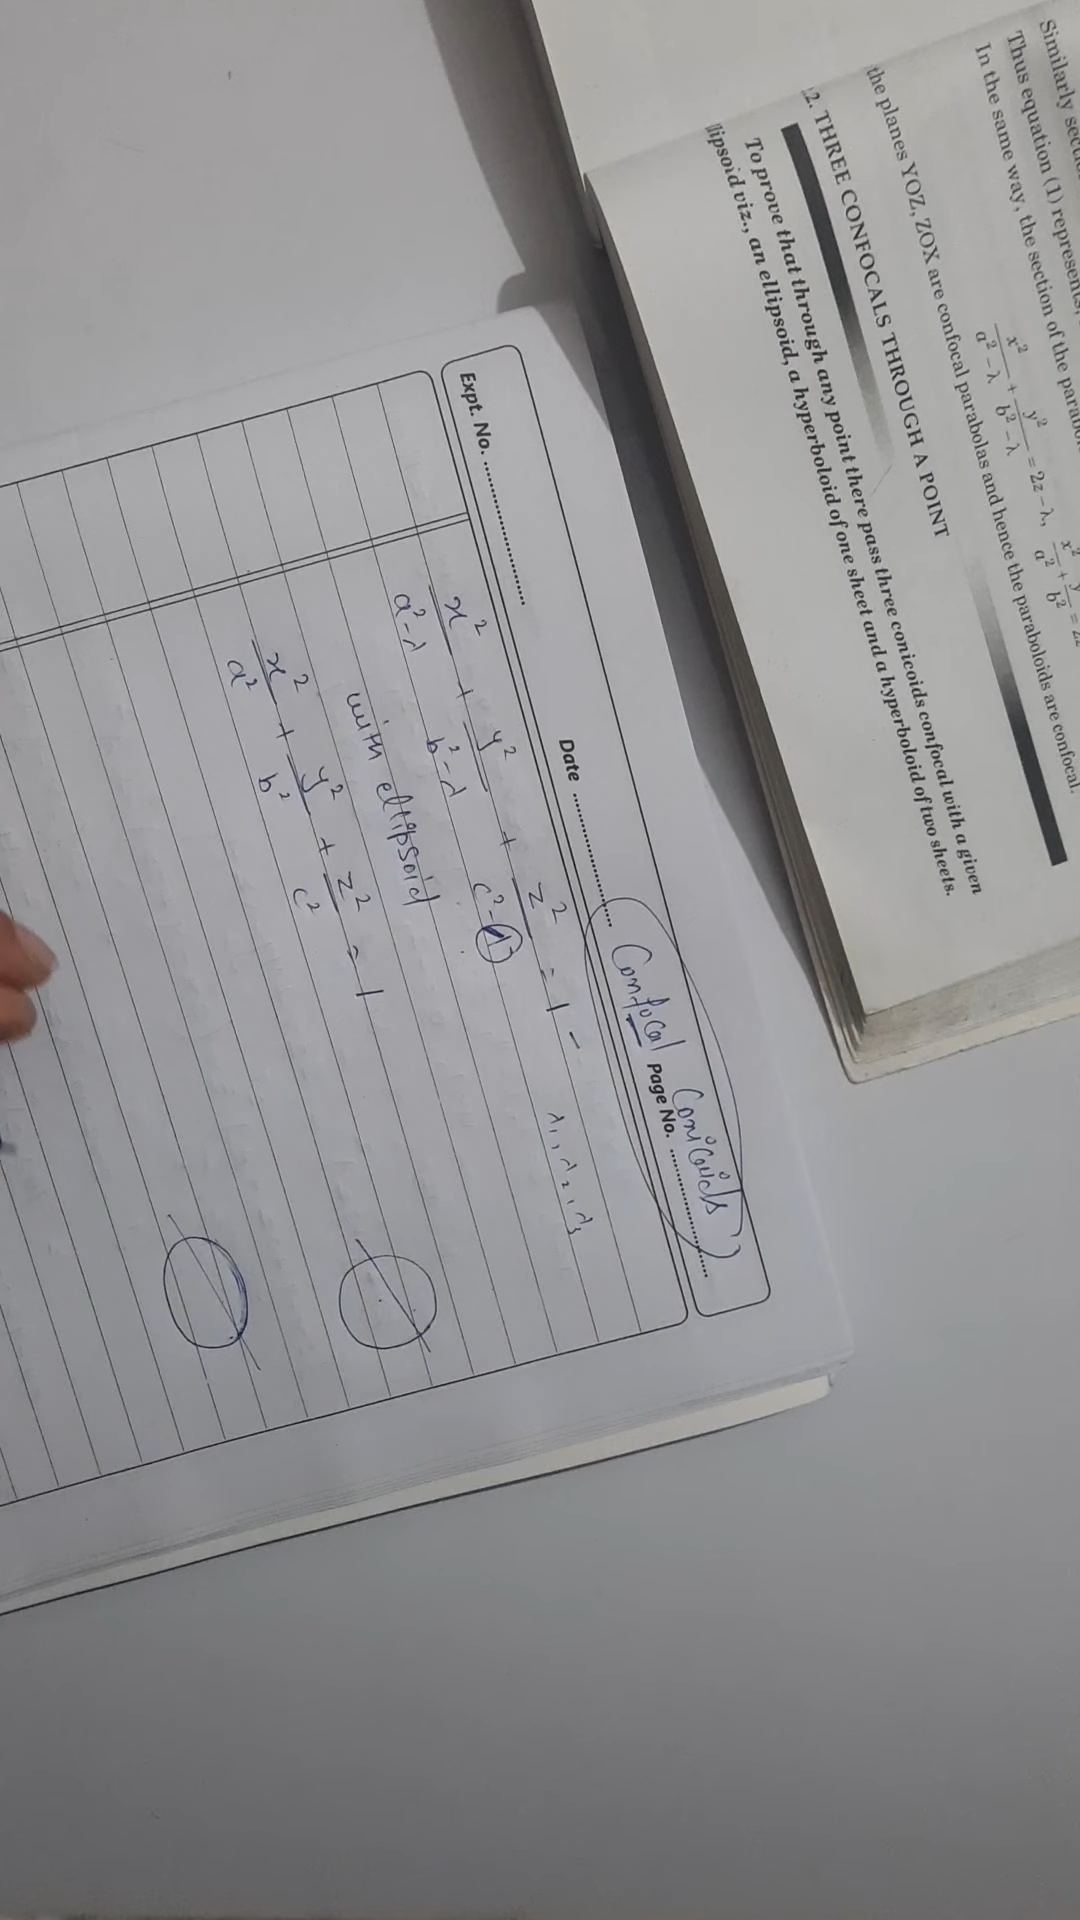 Similarly
Thus equation (1) represents,
In the same way, the section of the
x² / a² − λ + y² / b² − λ = 2z − λ, x² / a² + y / b² = 2z
the planes YOZ, ZOX are confocal parabolas and hence the paraboloids are confocal.
2. THREE CONFOCALS THROUGH A POINT
To prove that through any point there pass three conicoids confocal with a given
llipsoid viz., an ellipsoid, a hyperboloid of one sheet and a hyperboloid of two sheets.
Confocal Conicoids
Expt. No. Date Page No.
x² / a²-λ + y² / b²-λ + z² / c²-λ = 1 - λ₁, λ₂, λ₃
with ellipsoid
x² / a² + y² / b² + z² / c² = 1